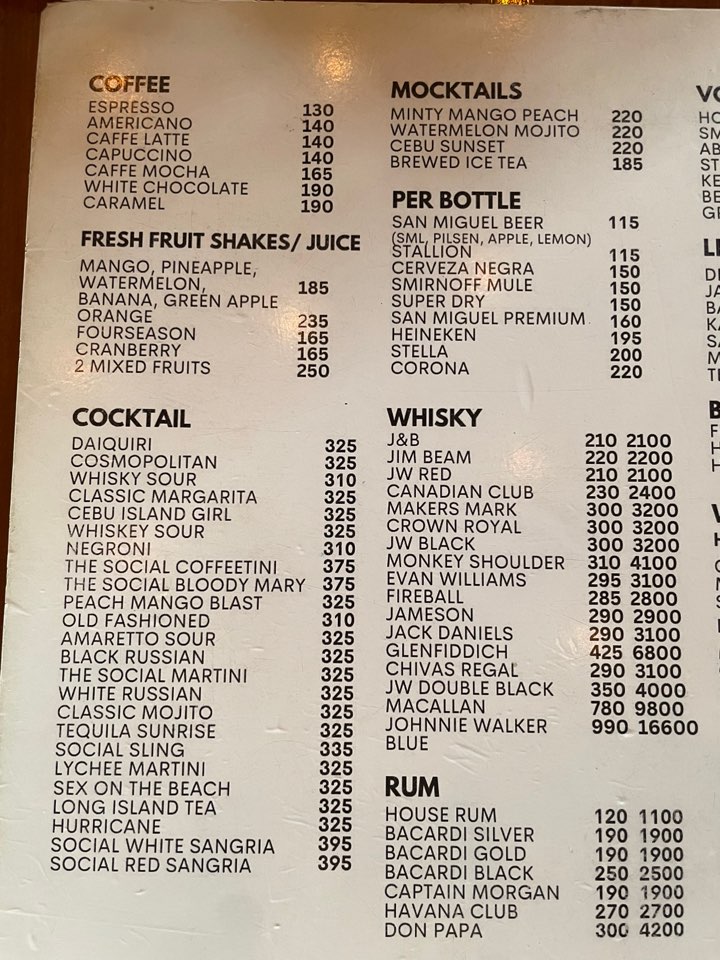 COFFEE
ESPRESSO 130
AMERICANO 140
CAFFE LATTE 140
CAPUCCINO 140
CAFFE MOCHA 165
WHITE CHOCOLATE 190
CARAMEL 190
FRESH FRUIT SHAKES/ JUICE
MANGO, PINEAPPLE,
WATERMELON, 185
BANANA, GREEN APPLE
ORANGE 235
FOURSEASON 165
CRANBERRY 165
2 MIXED FRUITS 250
COCKTAIL
DAIQUIRI 325
COSMOPOLITAN 325
WHISKY SOUR 310
CLASSIC MARGARITA 325
CEBU ISLAND GIRL 325
WHISKEY SOUR 325
NEGRONI 310
THE SOCIAL COFFEETINI 375
THE SOCIAL BLOODY MARY 375
PEACH MANGO BLAST 325
OLD FASHIONED 310
AMARETTO SOUR 325
BLACK RUSSIAN 325
THE SOCIAL MARTINI 325
WHITE RUSSIAN 325
CLASSIC MOJITO 325
TEQUILA SUNRISE 325
SOCIAL SLING 335
LYCHEE MARTINI 325
SEX ON THE BEACH 325
LONG ISLAND TEA 325
HURRICANE 325
SOCIAL WHITE SANGRIA 395
SOCIAL RED SANGRIA 395
MOCKTAILS
MINTY MANGO PEACH 220
WATERMELON MOJITO 220
CEBU SUNSET 220
BREWED ICE TEA 185
PER BOTTLE
SAN MIGUEL BEER 115
(SML, PILSEN, APPLE, LEMON)
STALLION 115
CERVEZA NEGRA 150
SMIRNOFF MULE 150
SUPER DRY 150
SAN MIGUEL PREMIUM 160
HEINEKEN 195
STELLA 200
CORONA 220
WHISKY
J&B 210 2100
JIM BEAM 220 2200
JW RED 210 2100
CANADIAN CLUB 230 2400
MAKERS MARK 300 3200
CROWN ROYAL 300 3200
JW BLACK 300 3200
MONKEY SHOULDER 310 4100
EVAN WILLIAMS 295 3100
FIREBALL 285 2800
JAMESON 290 2900
JACK DANIELS 290 3100
GLENFIDDICH 425 6800
CHIVAS REGAL 290 3100
JW DOUBLE BLACK 350 4000
MACALLAN 780 9800
JOHNNIE WALKER 990 16600
BLUE
RUM
HOUSE RUM 120 1100
BACARDI SILVER 190 1900
BACARDI GOLD 190 1900
BACARDI BLACK 250 2500
CAPTAIN MORGAN 190 1900
HAVANA CLUB 270 2700
DON PAPA 300 4200